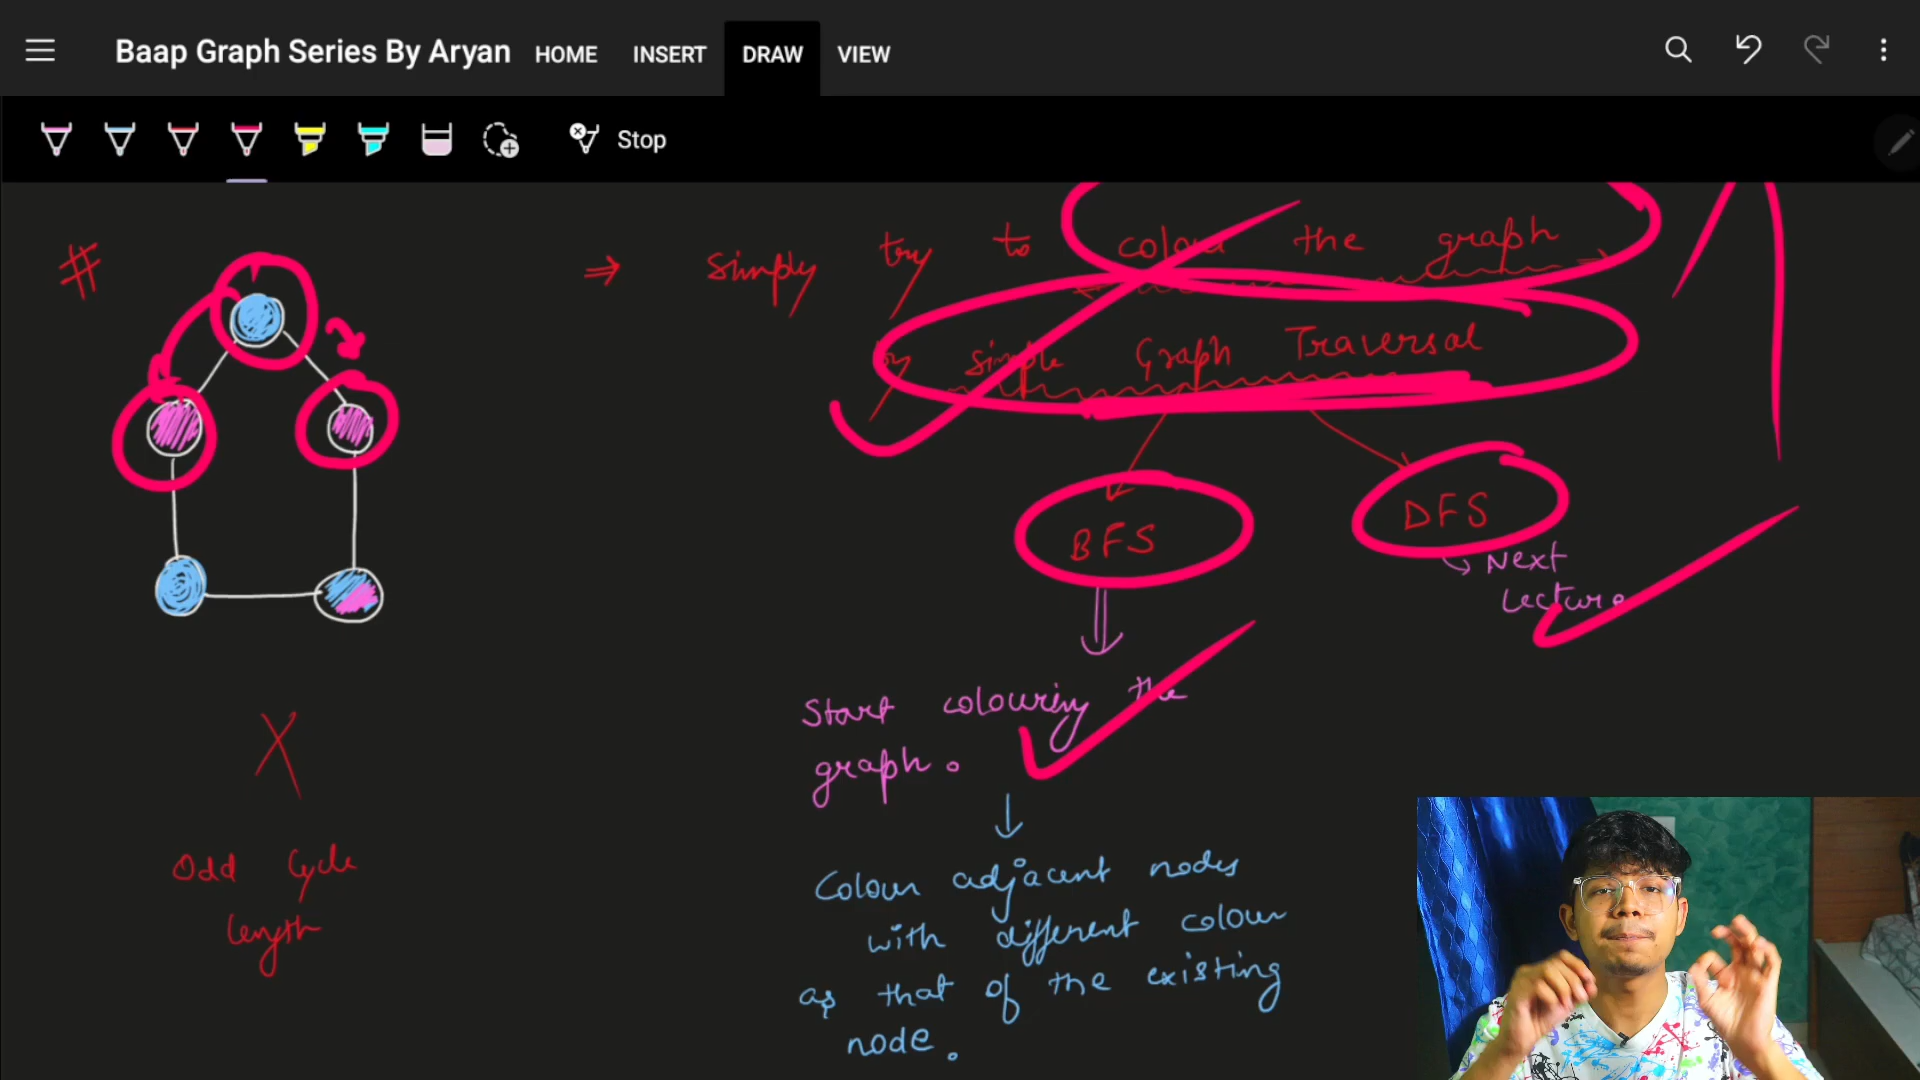 Baap Graph Series By Aryan HOME INSERT DRAW VIEW
Stop
# ⇒ Simply try to colour the graph
by simple Graph Traversal
BFS DFS
Next
Lecture
Start colouring the
graph.
X
Odd Cycle
length
Colour adjacent nodes
with different colour
as that of the existing
node.